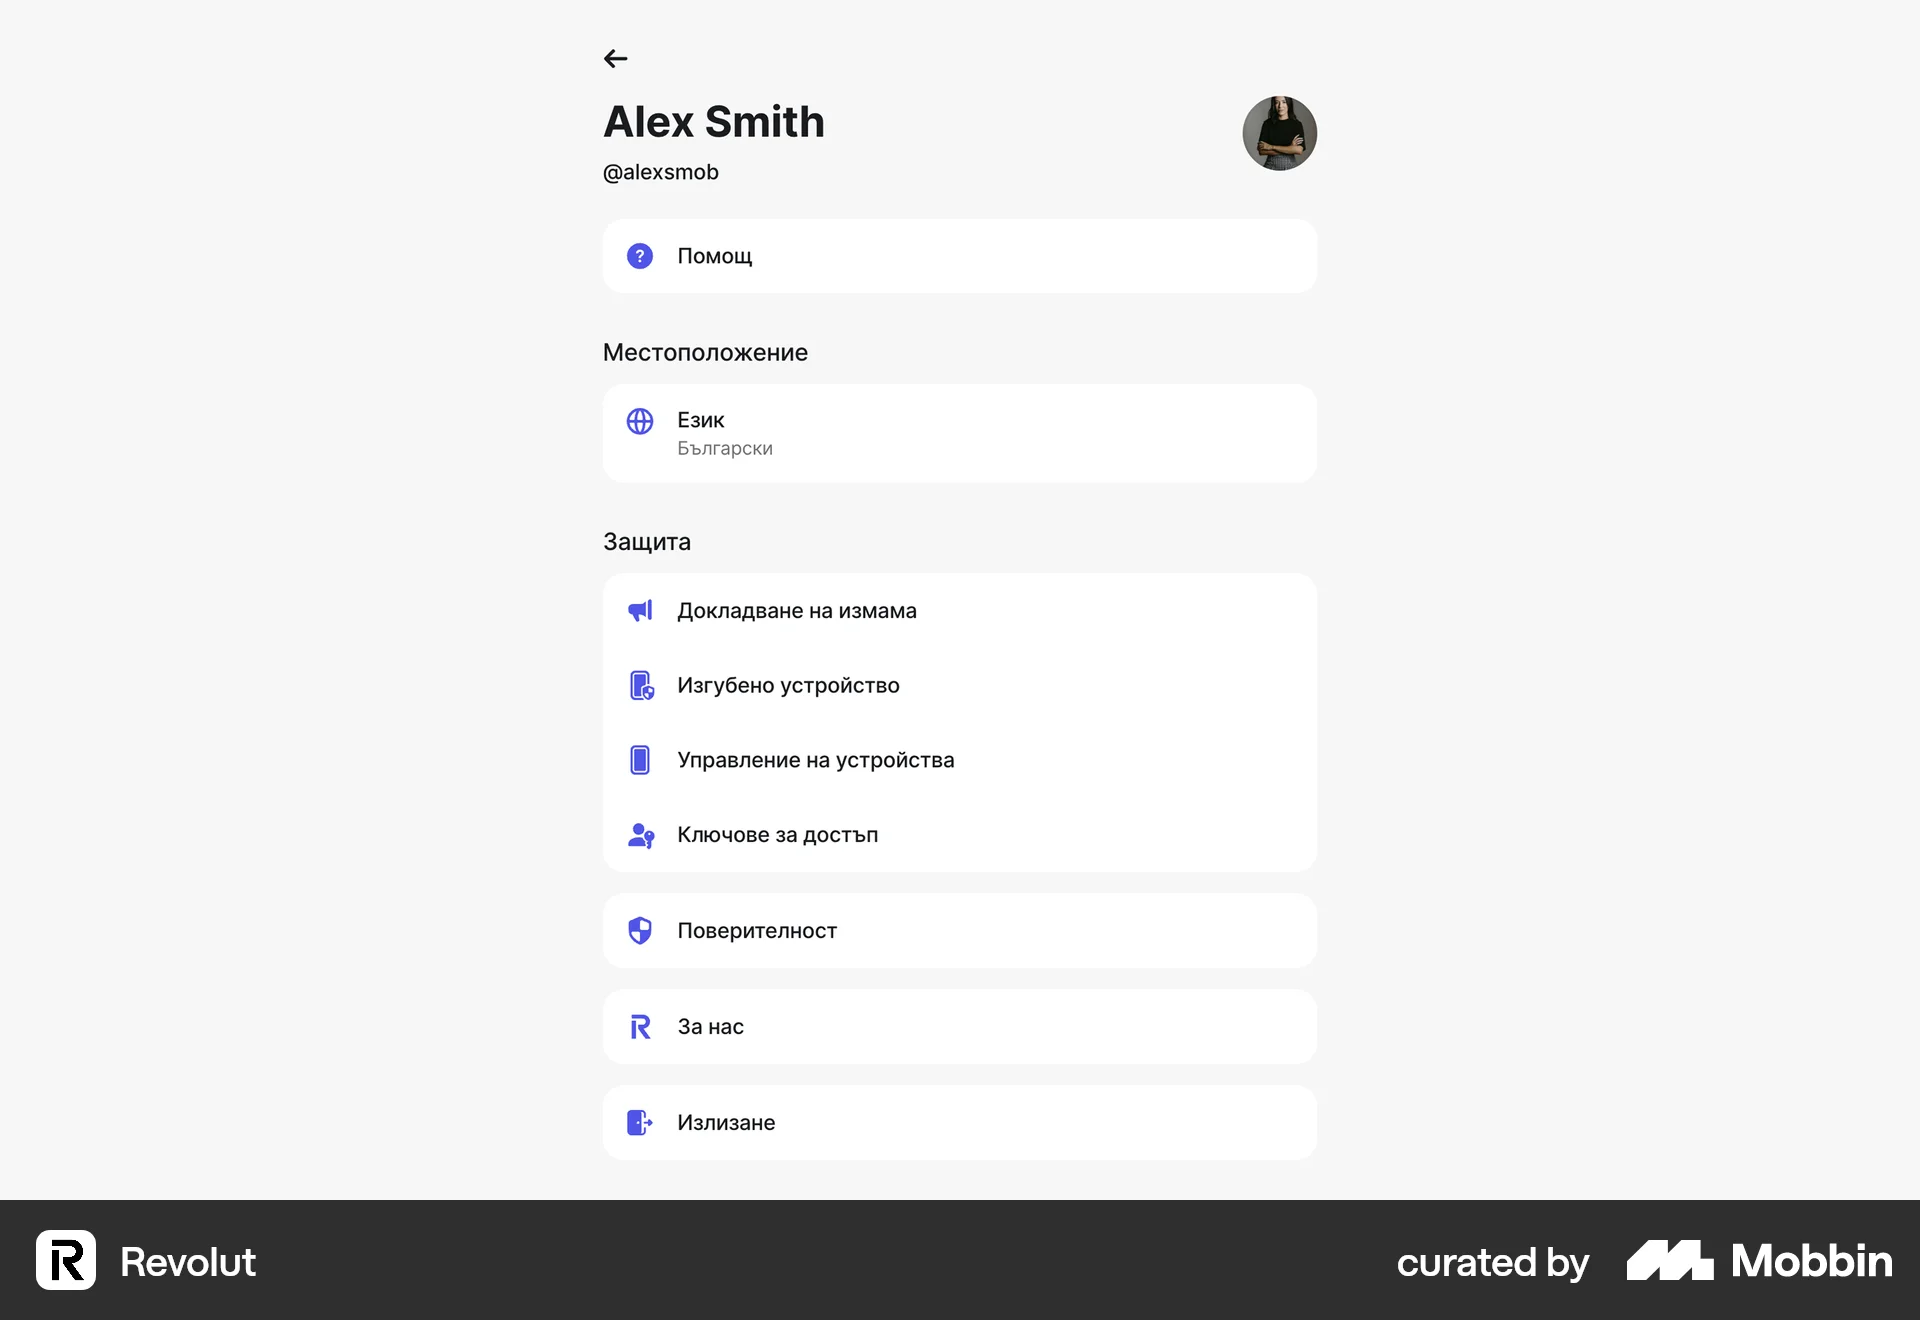 Alex Smith
@alexsmob
Помощ
Местоположение
Език
Български
Защита
Докладване на измама
Изгубено устройство
Управление на устройства
Ключове за достъп
Поверителност
За нас
Излизане
Revolut
curated by Mobbin